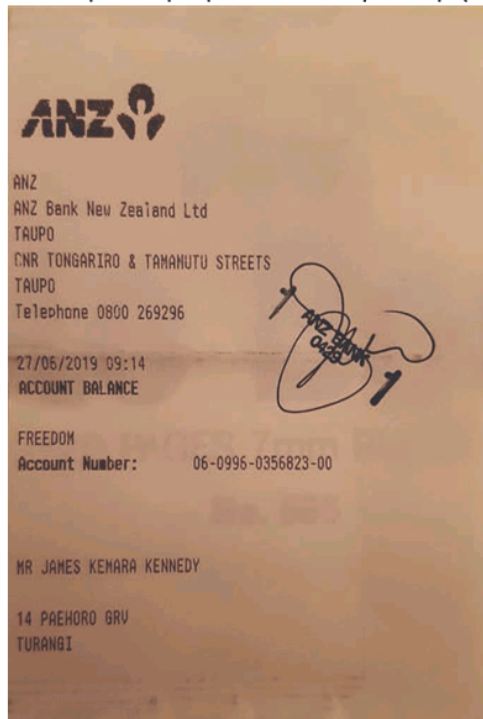 ANZ
ANZ
ANZ Bank New Zealand Ltd
TAUPO
CNR TONGARIRO & TAMAMUTU STREETS
TAUPO
Telephone 0800 269296
ANZ BANK
27/06/2019 09:14
ACCOUNT BALANCE
FREEDOM
Account Number: 06-0996-0356823-00
MR JAMES KEMARA KENNEDY
14 PAEHORO GRV
TURANGI